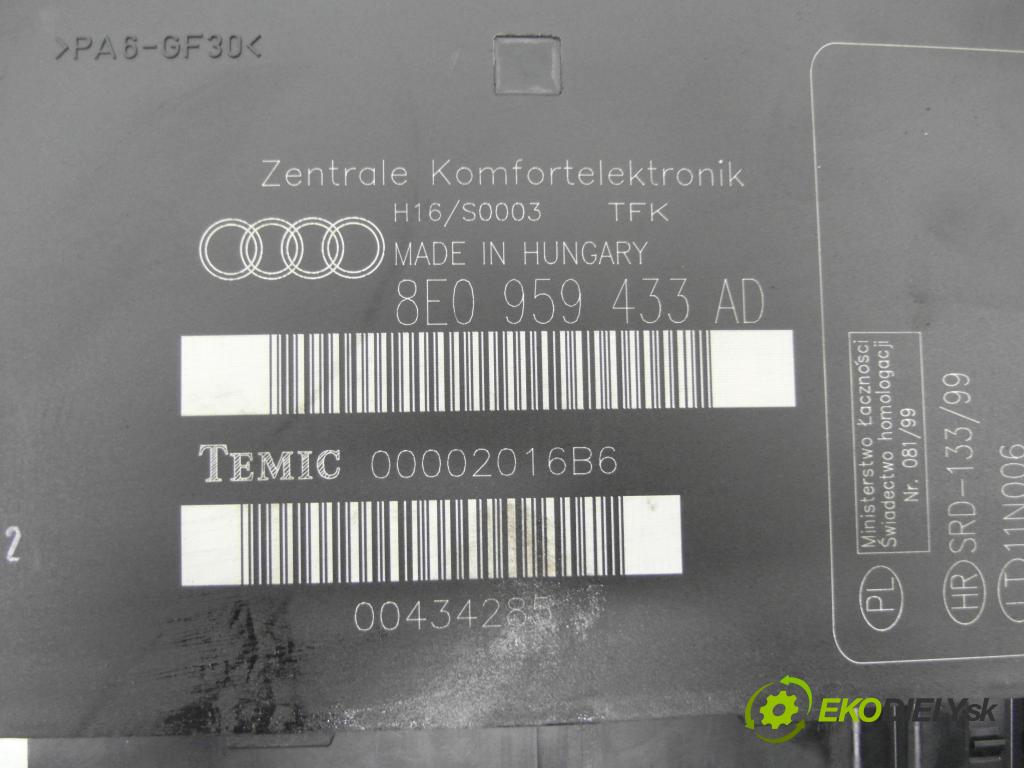 >PA6-GF30<
Zentrale Komfortelektronik
H16/S0003 TFK
MADE IN HUNGARY
8E0 959 433 AD
TEMIC 00002016B6
00434285
2
Ministerstwo Łączności
Świadectwo homologacji
Nr. 081/99
PL
HR SRD-133/99
LT 11N006
EKODIELY.sk